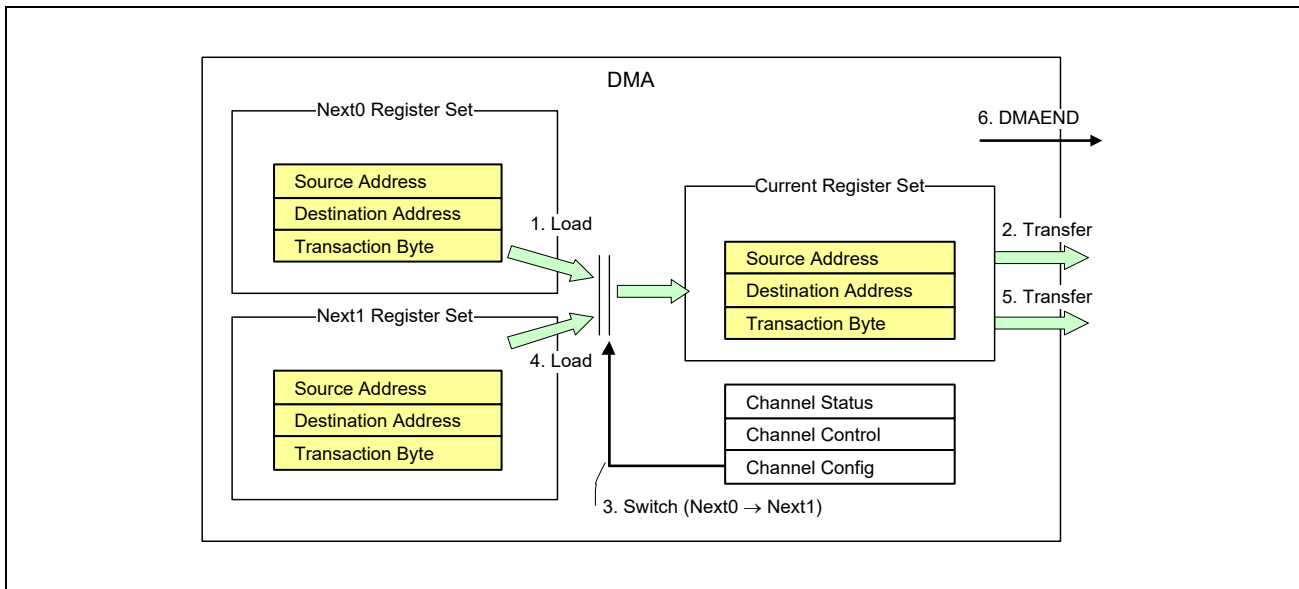 DMA
Next0 Register Set
6. DMAEND
Source Address
Destination Address
Transaction Byte
1. Load
Current Register Set
2. Transfer
Source Address
Destination Address
Transaction Byte
5. Transfer
Next1 Register Set
4. Load
Source Address
Destination Address
Transaction Byte
Channel Status
Channel Control
Channel Config
3. Switch (Next0 → Next1)